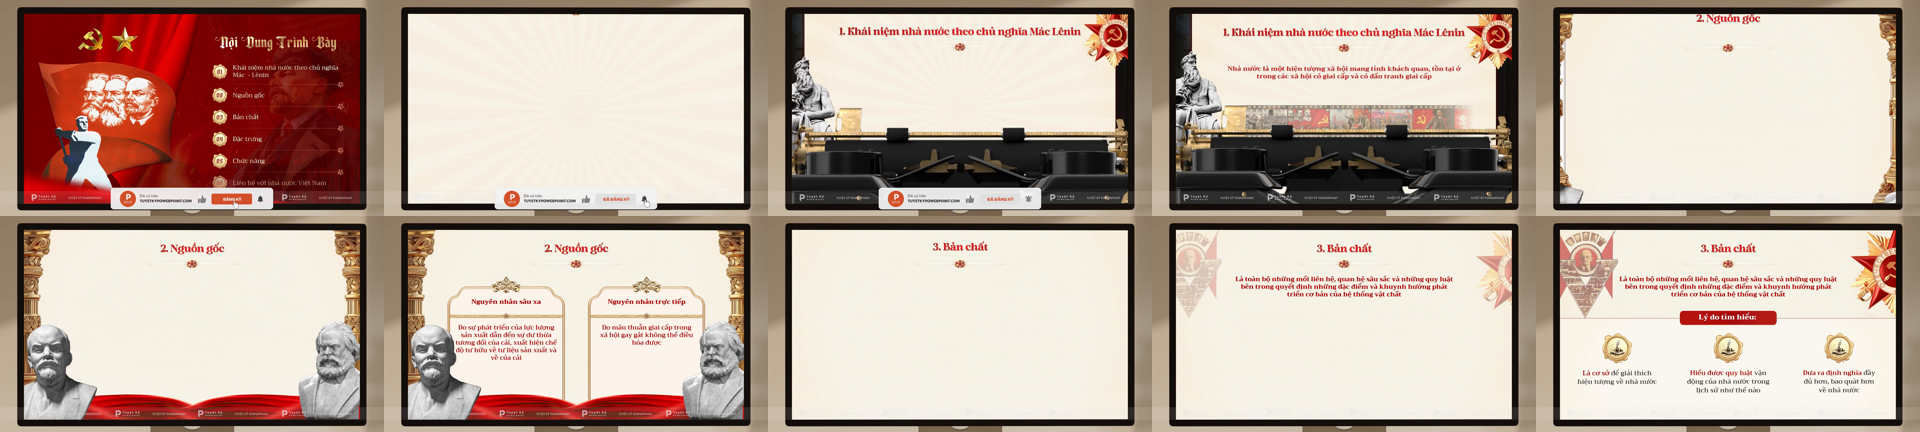 Nội Dung Trình Bày
01
Khái niệm nhà nước theo chủ nghĩa
Mác - Lênin
02
Nguồn gốc
03
Bản chất
04
Đặc trưng
05
Chức năng
Liên hệ với nhà nước Việt Nam
TUYETKYPOWERPOINT.COM
ĐĂNG KÝ
TUYETKYPOWERPOINT.COM
ĐÃ ĐĂNG KÝ
1. Khái niệm nhà nước theo chủ nghĩa Mác Lênin
TUYETKYPOWERPOINT.COM
ĐÃ ĐĂNG KÝ
1. Khái niệm nhà nước theo chủ nghĩa Mác Lênin
Nhà nước là một hiện tượng xã hội mang tính khách quan, tồn tại ở
trong các xã hội có giai cấp và có đấu tranh giai cấp
2. Nguồn gốc
2. Nguồn gốc
2. Nguồn gốc
Nguyên nhân sâu xa
Do sự phát triển của lực lượng
sản xuất dẫn đến sự dư thừa
tương đối của cải, xuất hiện chế
độ tư hữu về tư liệu sản xuất và
về của cải
Nguyên nhân trực tiếp
Do mâu thuẫn giai cấp trong
xã hội gay gắt không thể điều
hòa được
3. Bản chất
3. Bản chất
Là toàn bộ những mối liên hệ, quan hệ sâu sắc và những quy luật
bên trong quyết định những đặc điểm và khuynh hướng phát
triển cơ bản của hệ thống vật chất
3. Bản chất
Là toàn bộ những mối liên hệ, quan hệ sâu sắc và những quy luật
bên trong quyết định những đặc điểm và khuynh hướng phát
triển cơ bản của hệ thống vật chất
Lý do tìm hiểu:
Là cơ sở để giải thích
hiện tượng về nhà nước
Hiểu được quy luật vận
động của nhà nước trong
lịch sử như thế nào
Đưa ra định nghĩa đầy
đủ hơn, bao quát hơn
về nhà nước